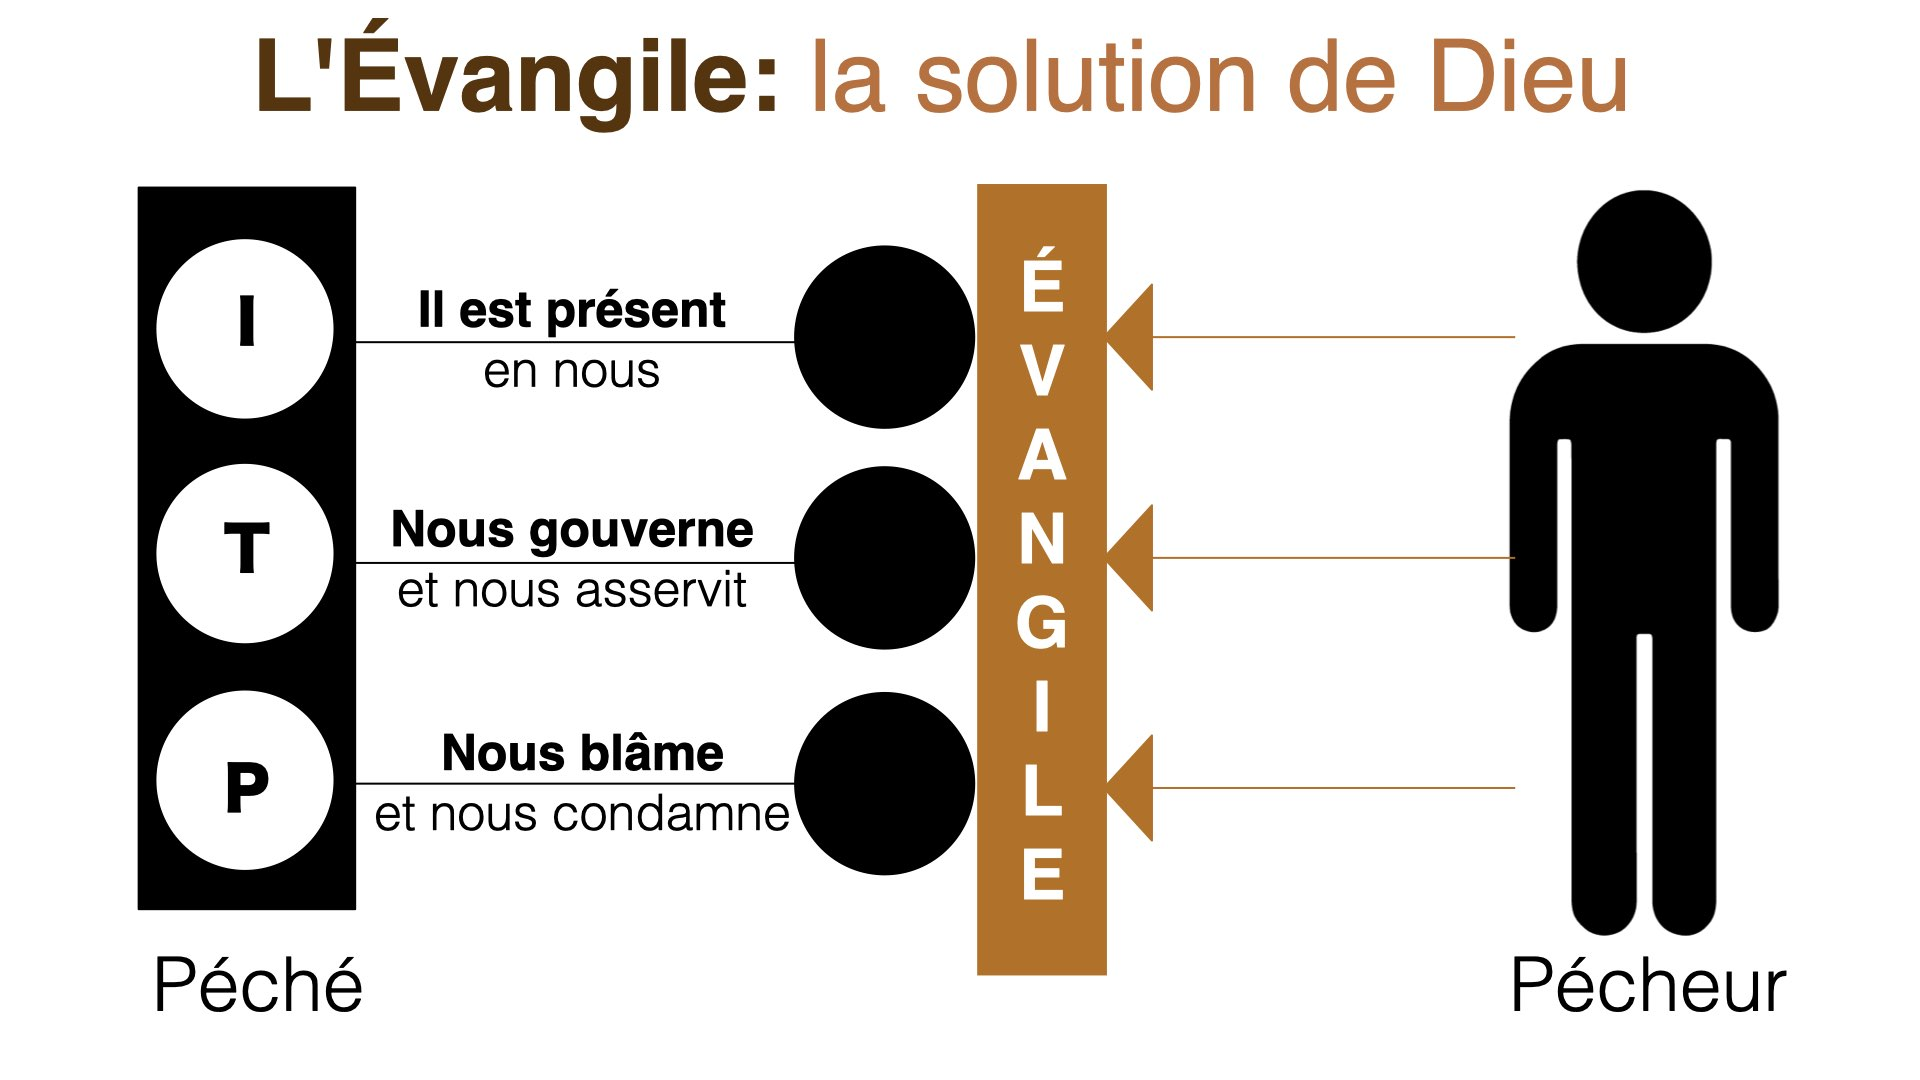 L'Évangile: la solution de Dieu
I
Il est présent
en nous
T
Nous gouverne
et nous asservit
P
Nous blâme
et nous condamne
É
V
A
N
G
I
L
E
Péché
Pécheur